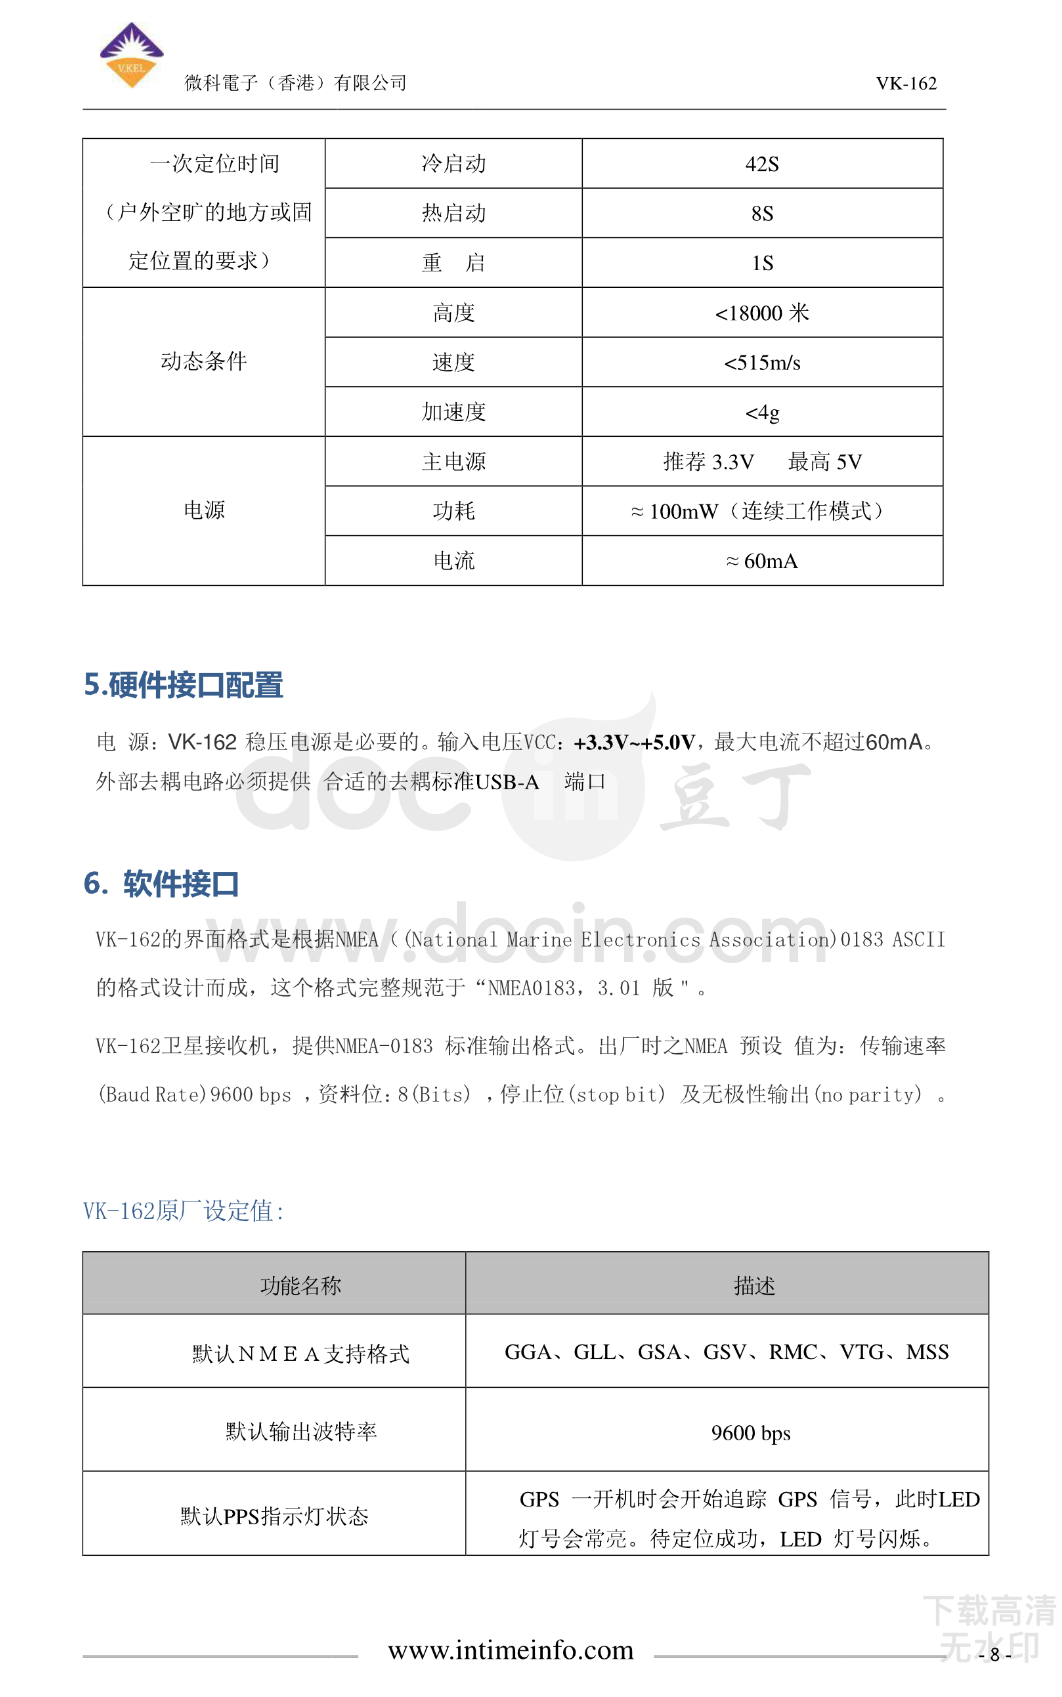 VKEL
微科電子（香港）有限公司 VK-162
一次定位时间
（户外空旷的地方或固
定位置的要求）
冷启动 42S
热启动 8S
重 启 1S
动态条件
高度 <18000 米
速度 <515m/s
加速度 <4g
电源
主电源 推荐 3.3V 最高 5V
功耗 ≈100mW（连续工作模式）
电流 ≈60mA
5.硬件接口配置
电 源：VK-162 稳压电源是必要的。输入电压VCC：+3.3V~+5.0V，最大电流不超过60mA。
外部去耦电路必须提供 合适的去耦标准USB-A 端口
docin 豆丁
6. 软件接口
www.docin.com
VK-162的界面格式是根据NMEA（(National Marine Electronics Association)0183 ASCII
的格式设计而成，这个格式完整规范于“NMEA0183，3.01 版＂。
VK-162卫星接收机，提供NMEA-0183 标准输出格式。出厂时之NMEA 预设 值为：传输速率
(Baud Rate)9600 bps ，资料位：8(Bits) ，停止位(stop bit) 及无极性输出(no parity) 。
VK-162原厂设定值:
功能名称 描述
默认ＮＭＥＡ支持格式 GGA、GLL、GSA、GSV、RMC、VTG、MSS
默认输出波特率 9600 bps
默认PPS指示灯状态
GPS 一开机时会开始追踪 GPS 信号，此时LED
灯号会常亮。待定位成功，LED 灯号闪烁。
下载高清
无水印
www.intimeinfo.com - 8 -